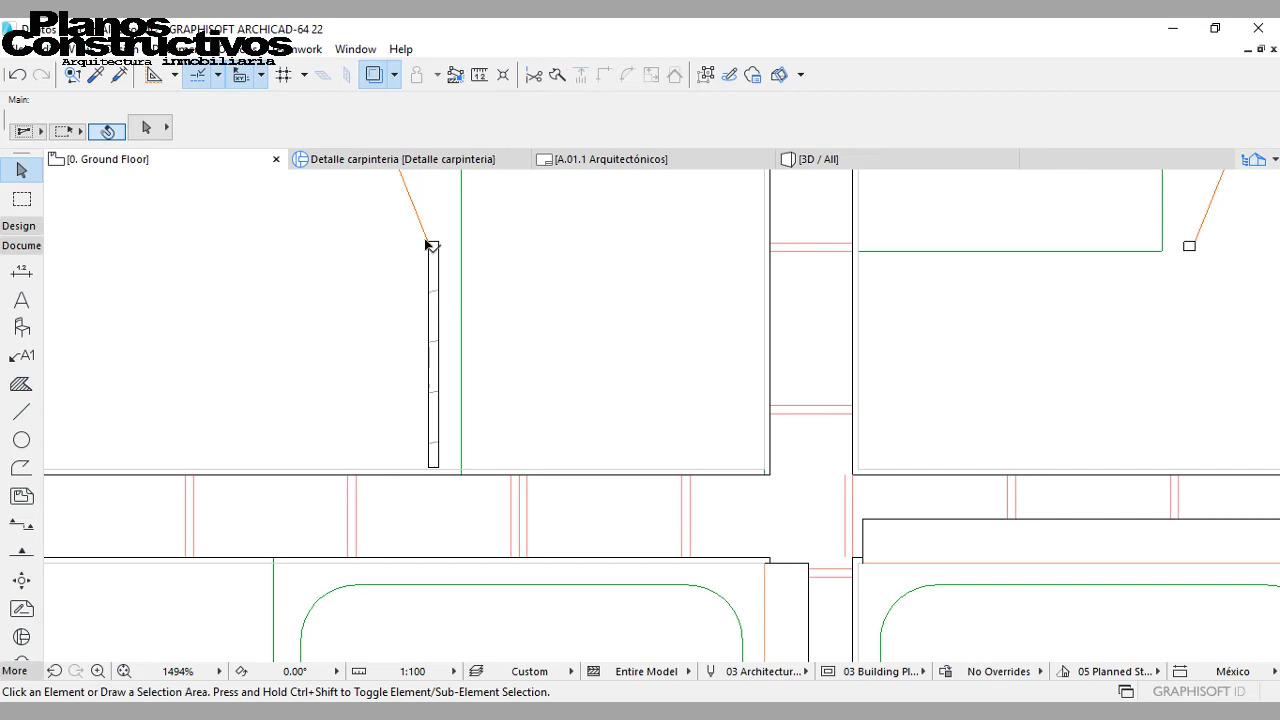 Planos
Constructivos
Arquitectura inmobiliaria
GRAPHISOFT ARCHICAD-64 22
Window Help
Main:
[0. Ground Floor]
Detalle carpinteria [Detalle carpinteria]
[A.01.1 Arquitectónicos]
[3D / All]
Design
Docume
1.2
A
A1
More
1494%
0.00°
1:100
Custom
Entire Model
03 Architectur...
03 Building Pl...
No Overrides
05 Planned St...
México
Click an Element or Draw a Selection Area. Press and Hold Ctrl+Shift to Toggle Element/Sub-Element Selection.
GRAPHISOFT ID